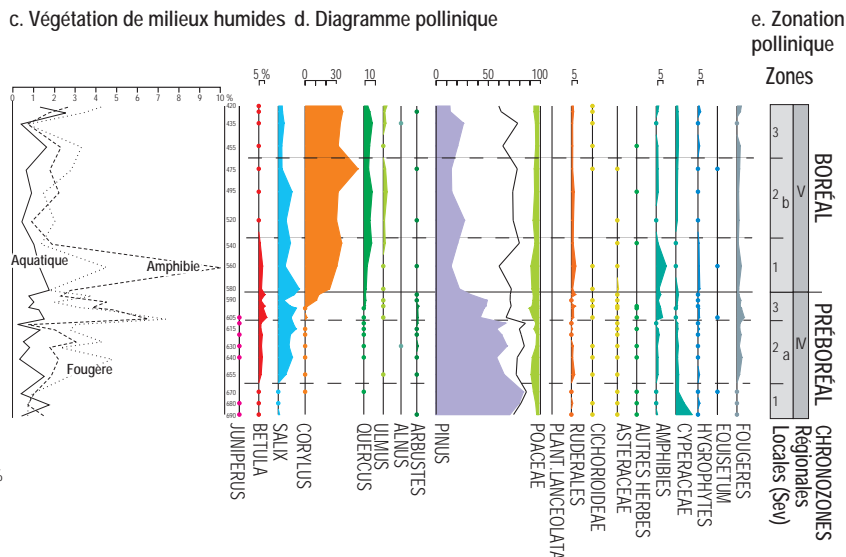 c. Végétation de milieux humides d. Diagramme pollinique
e. Zonation
pollinique
Zones
5 % 0 30 10 0 50 100 5 5 5
0 1 2 3 4 5 6 7 8 9 10 %
420
435
455
475
495
520
540
560
580
590
605
615
630
640
655
670
680
690
Aquatique
Amphibie
Fougère
3
2 b
1
3
2 a
1
V
IV
BORÉAL
PRÉBORÉAL
JUNIPERUS
BETULA
SALIX
CORYLUS
QUERCUS
ULMUS
ALNUS
ARBUSTES
PINUS
POACEAE
PLANT. LANCEOLATA
RUDERALES
CICHORIOIDEAE
ASTERACEAE
AUTRES HERBES
AMPHIBIES
CYPERACEAE
HYGROPHYTES
EQUISETUM
FOUGERES
Locales (Sev)
Régionales
CHRONOZONES